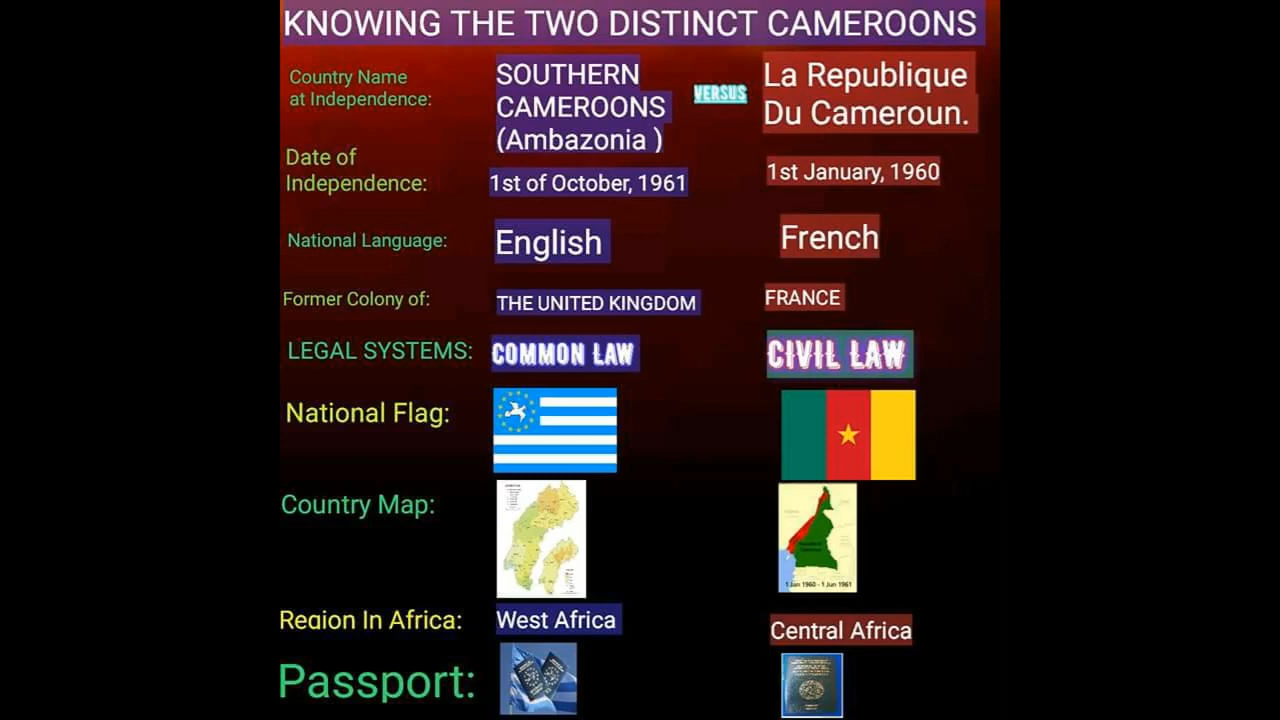 KNOWING THE TWO DISTINCT CAMEROONS
Country Name
at Independence:
SOUTHERN
CAMEROONS
(Ambazonia )
VERSUS
La Republique
Du Cameroun.
Date of
Independence:
1st of October, 1961
1st January, 1960
National Language:
English
French
Former Colony of:
THE UNITED KINGDOM
FRANCE
LEGAL SYSTEMS:
COMMON LAW
CIVIL LAW
National Flag:
Country Map:
1 Jan 1960 - 1 Jun 1961
Region In Africa:
West Africa
Central Africa
Passport: